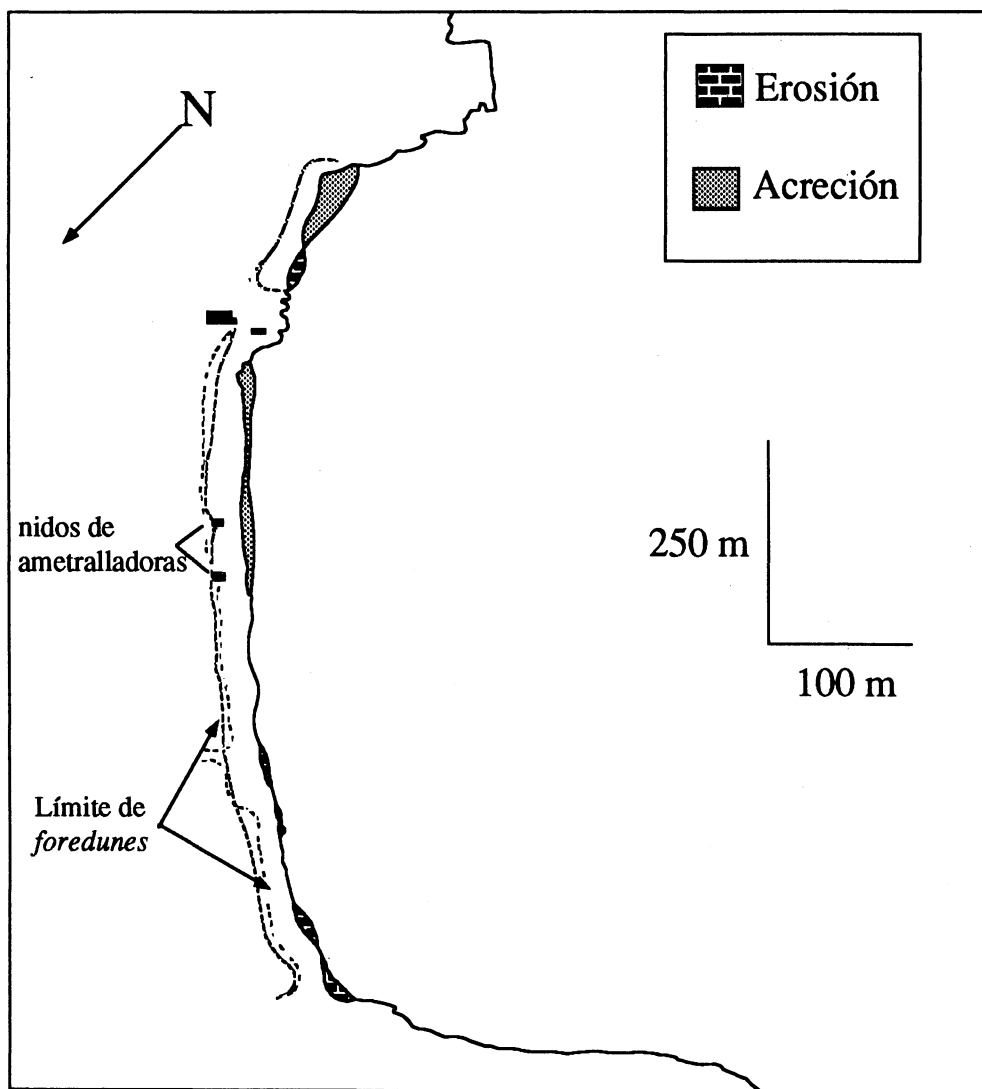 N
Erosión
Acreción
nidos de
ametralladoras
250 m
100 m
Límite de
foredunes